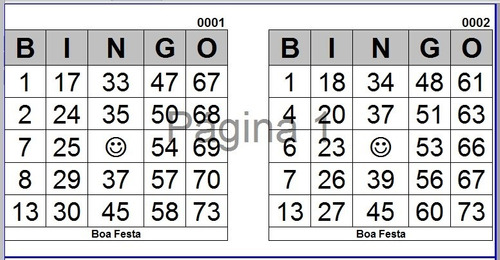 0001
B I N G O
1 17 33 47 67
2 24 35 50 68
7 25 54 69
8 29 37 57 70
13 30 45 58 73
Boa Festa
0002
B I N G O
1 18 34 48 61
4 20 37 51 63
6 23 53 66
7 26 39 56 67
13 27 45 60 73
Boa Festa
Página 1